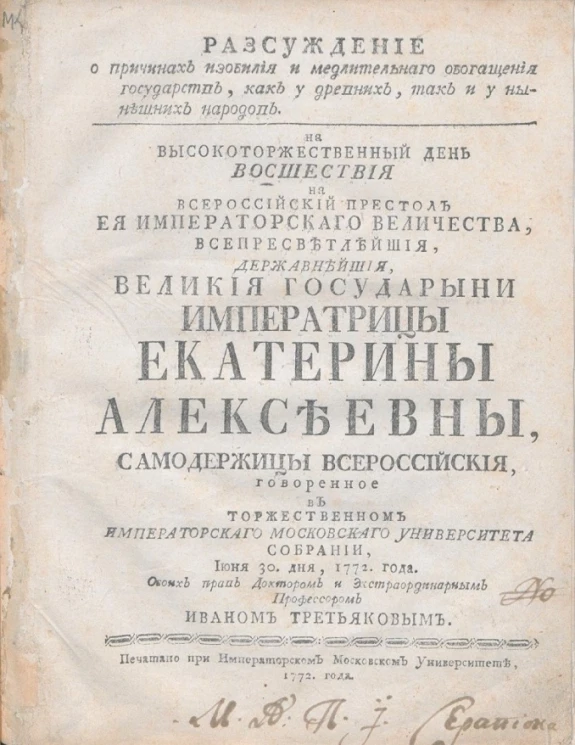 РАЗСУЖДЕНІЕ
о причинахъ изобилія и медлительнаго обогащенія
государствъ, какъ у древнихъ, такъ и у ны-
нѣшнихъ народовъ.
на
ВЫСОКОТОРЖЕСТВЕННЫЙ ДЕНЬ
ВОСШЕСТВІЯ
на
ВСЕРОССІЙСКІЙ ПРЕСТОЛЪ
ЕЯ ИМПЕРАТОРСКАГО ВЕЛИЧЕСТВА,
ВСЕПРЕСВѢТЛѢЙШІЯ,
ДЕРЖАВНѢЙШІЯ,
ВЕЛИКІЯ ГОСУДАРЫНИ
ИМПЕРАТРИЦЫ
ЕКАТЕРИНЫ
АЛЕКСѢЕВНЫ,
САМОДЕРЖИЦЫ ВСЕРОССІЙСКІЯ,
говоренное
въ
ТОРЖЕСТВЕННОМЪ
ИМПЕРАТОРСКАГО МОСКОВСКАГО УНИВЕРСИТЕТА
СОБРАНІИ,
Іюня 30. дня, 1772. года.
Обоихъ правъ Докторомъ и Экстраординарнымъ
Профессоромъ
ИВАНОМЪ ТРЕТЬЯКОВЫМЪ.
Печатано при Императорскомъ Московскомъ Университетѣ,
1772. года.